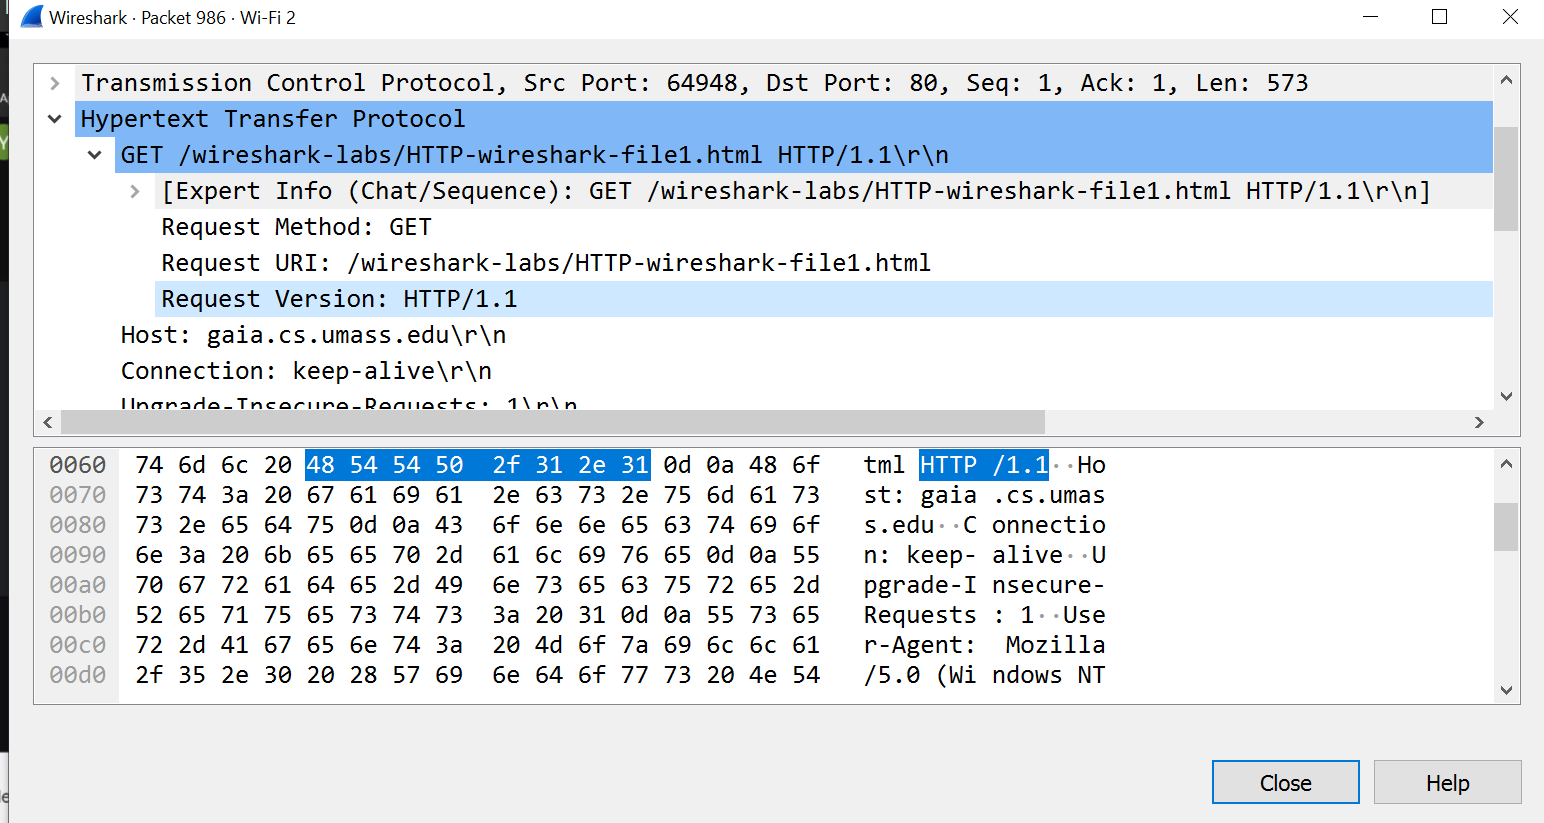 Wireshark · Packet 986 · Wi-Fi 2
Transmission Control Protocol, Src Port: 64948, Dst Port: 80, Seq: 1, Ack: 1, Len: 573
Hypertext Transfer Protocol
GET /wireshark-labs/HTTP-wireshark-file1.html HTTP/1.1\r\n
[Expert Info (Chat/Sequence): GET /wireshark-labs/HTTP-wireshark-file1.html HTTP/1.1\r\n]
Request Method: GET
Request URI: /wireshark-labs/HTTP-wireshark-file1.html
Request Version: HTTP/1.1
Host: gaia.cs.umass.edu\r\n
Connection: keep-alive\r\n
Upgrade-Insecure-Requests: 1\r\n
0060 74 6d 6c 20 48 54 54 50 2f 31 2e 31 0d 0a 48 6f tml HTTP /1.1··Ho
0070 73 74 3a 20 67 61 69 61 2e 63 73 2e 75 6d 61 73 st: gaia .cs.umas
0080 73 2e 65 64 75 0d 0a 43 6f 6e 6e 65 63 74 69 6f s.edu··C onnectio
0090 6e 3a 20 6b 65 65 70 2d 61 6c 69 76 65 0d 0a 55 n: keep- alive··U
00a0 70 67 72 61 64 65 2d 49 6e 73 65 63 75 72 65 2d pgrade-I nsecure-
00b0 52 65 71 75 65 73 74 73 3a 20 31 0d 0a 55 73 65 Requests : 1··Use
00c0 72 2d 41 67 65 6e 74 3a 20 4d 6f 7a 69 6c 6c 61 r-Agent:  Mozilla
00d0 2f 35 2e 30 20 28 57 69 6e 64 6f 77 73 20 4e 54 /5.0 (Wi ndows NT
Close Help